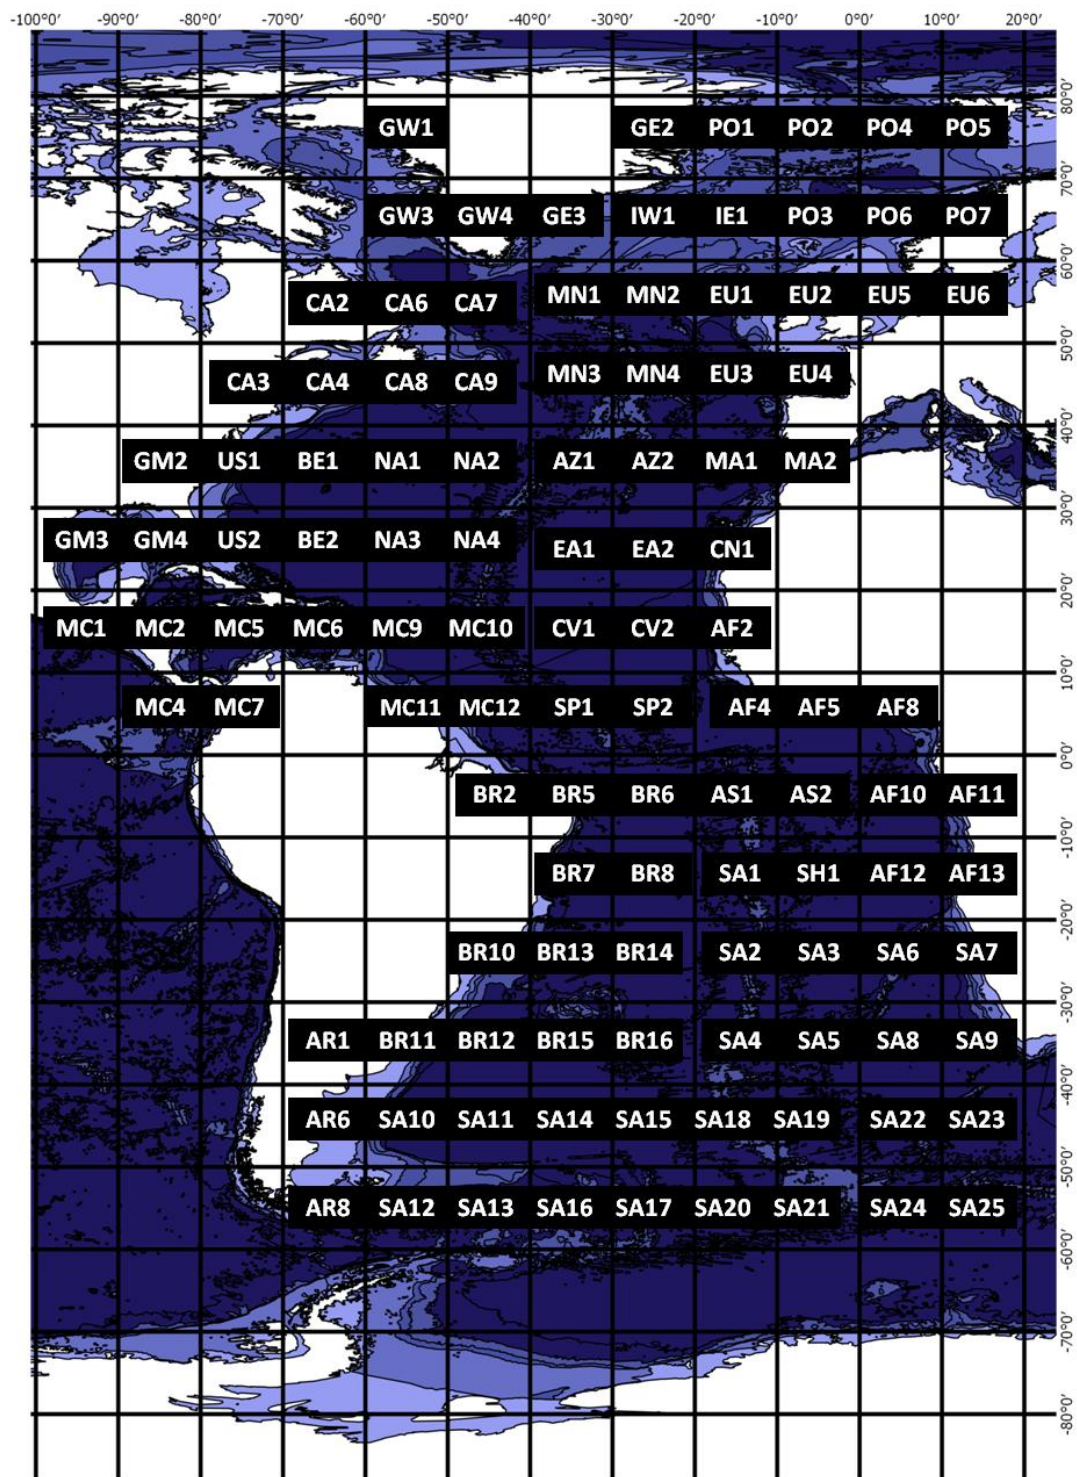 -100°0' -90°0' -80°0' -70°0' -60°0' -50°0' -40°0' -30°0' -20°0' -10°0' 0°0' 10°0' 20°0'
80°0'
GW1 GE2 PO1 PO2 PO4 PO5
70°0'
GW3 GW4 GE3 IW1 IE1 PO3 PO6 PO7
60°0'
CA2 CA6 CA7 MN1 MN2 EU1 EU2 EU5 EU6
50°0'
CA3 CA4 CA8 CA9 MN3 MN4 EU3 EU4
40°0'
GM2 US1 BE1 NA1 NA2 AZ1 AZ2 MA1 MA2
30°0'
GM3 GM4 US2 BE2 NA3 NA4 EA1 EA2 CN1
20°0'
MC1 MC2 MC5 MC6 MC9 MC10 CV1 CV2 AF2
10°0'
MC4 MC7 MC11 MC12 SP1 SP2 AF4 AF5 AF8
0°0'
BR2 BR5 BR6 AS1 AS2 AF10 AF11
-10°0'
BR7 BR8 SA1 SH1 AF12 AF13
-20°0'
BR10 BR13 BR14 SA2 SA3 SA6 SA7
-30°0'
AR1 BR11 BR12 BR15 BR16 SA4 SA5 SA8 SA9
-40°0'
AR6 SA10 SA11 SA14 SA15 SA18 SA19 SA22 SA23
-50°0'
AR8 SA12 SA13 SA16 SA17 SA20 SA21 SA24 SA25
-60°0'
-70°0'
-80°0'